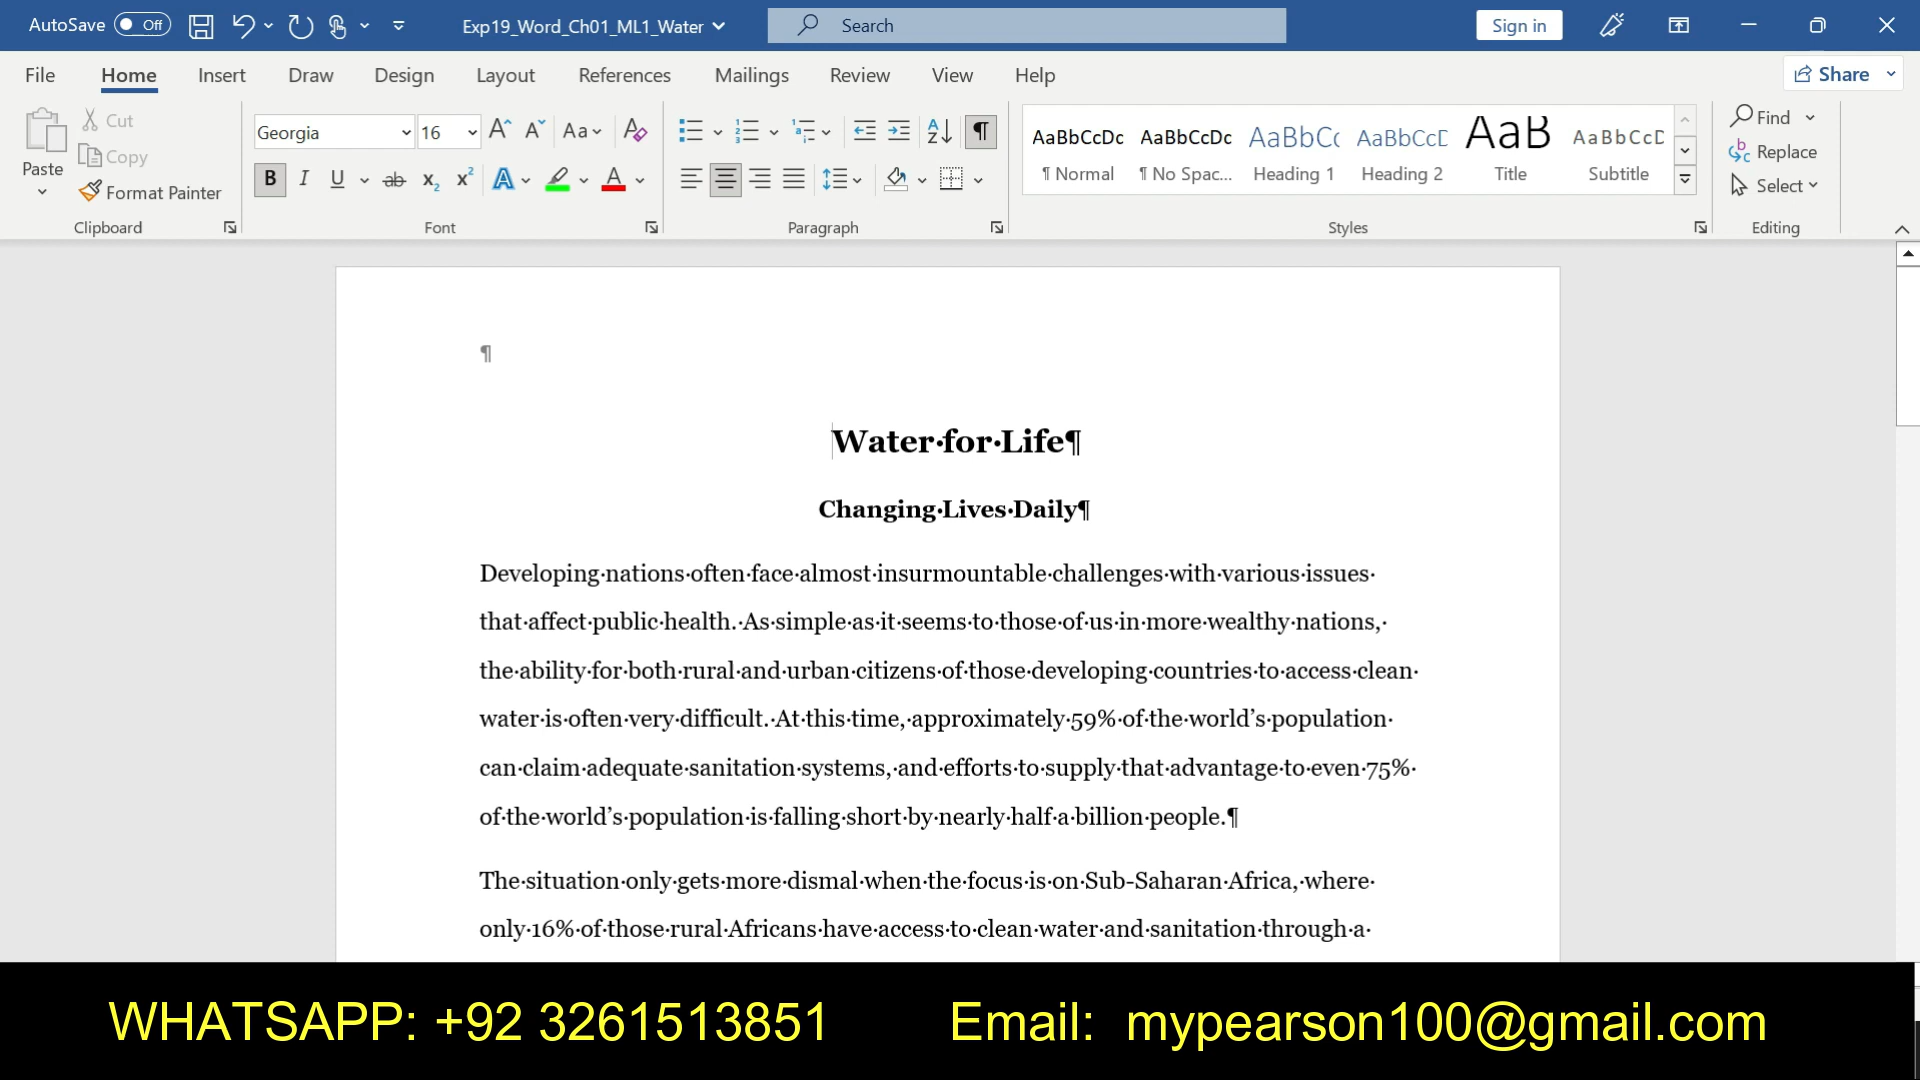 AutoSave Off Exp19_Word_Ch01_ML1_Water Search Sign in
File Home Insert Draw Design Layout References Mailings Review View Help Share
Paste Cut Copy Format Painter
Clipboard
Georgia 16
Font
Paragraph
AaBbCcDc AaBbCcDc AaBbC AaBbCcD AaB AaBbCcD
¶ Normal ¶ No Spac... Heading 1 Heading 2 Title Subtitle
Styles
Find
Replace
Select
Editing
¶
Water·for·Life¶
Changing·Lives·Daily¶
Developing·nations·often·face·almost·insurmountable·challenges·with·various·issues·
that·affect·public·health.·As·simple·as·it·seems·to·those·of·us·in·more·wealthy·nations,·
the·ability·for·both·rural·and·urban·citizens·of·those·developing·countries·to·access·clean·
water·is·often·very·difficult.·At·this·time,·approximately·59%·of·the·world’s·population·
can·claim·adequate·sanitation·systems,·and·efforts·to·supply·that·advantage·to·even·75%·
of·the·world’s·population·is·falling·short·by·nearly·half·a·billion·people.¶
The·situation·only·gets·more·dismal·when·the·focus·is·on·Sub-Saharan·Africa,·where·
only·16%·of·those·rural·Africans·have·access·to·clean·water·and·sanitation·through·a·
WHATSAPP: +92 3261513851 Email: mypearson100@gmail.com